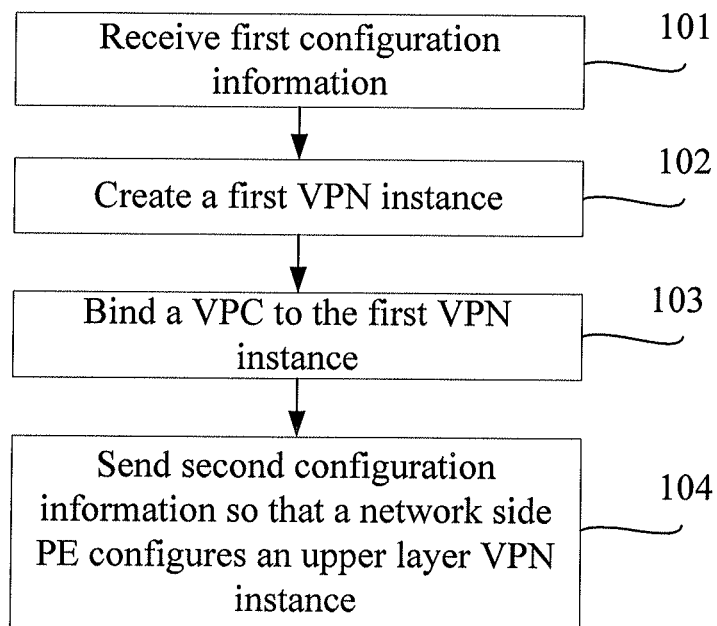 Receive first configuration
information
101
Create a first VPN instance
102
Bind a VPC to the first VPN
instance
103
Send second configuration
information so that a network side
PE configures an upper layer VPN
instance
104